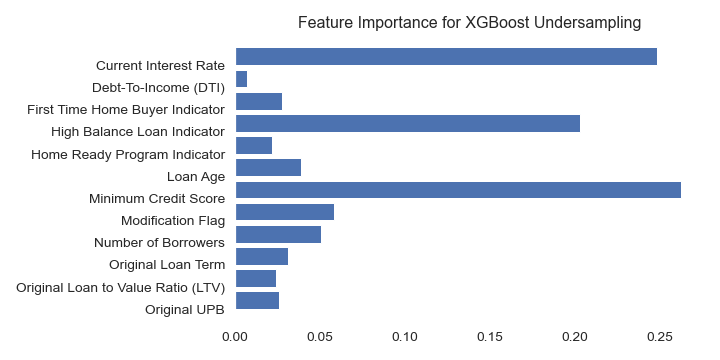 Feature Importance for XGBoost Undersampling
Current Interest Rate
Debt-To-Income (DTI)
First Time Home Buyer Indicator
High Balance Loan Indicator
Home Ready Program Indicator
Loan Age
Minimum Credit Score
Modification Flag
Number of Borrowers
Original Loan Term
Original Loan to Value Ratio (LTV)
Original UPB
0.00 0.05 0.10 0.15 0.20 0.25